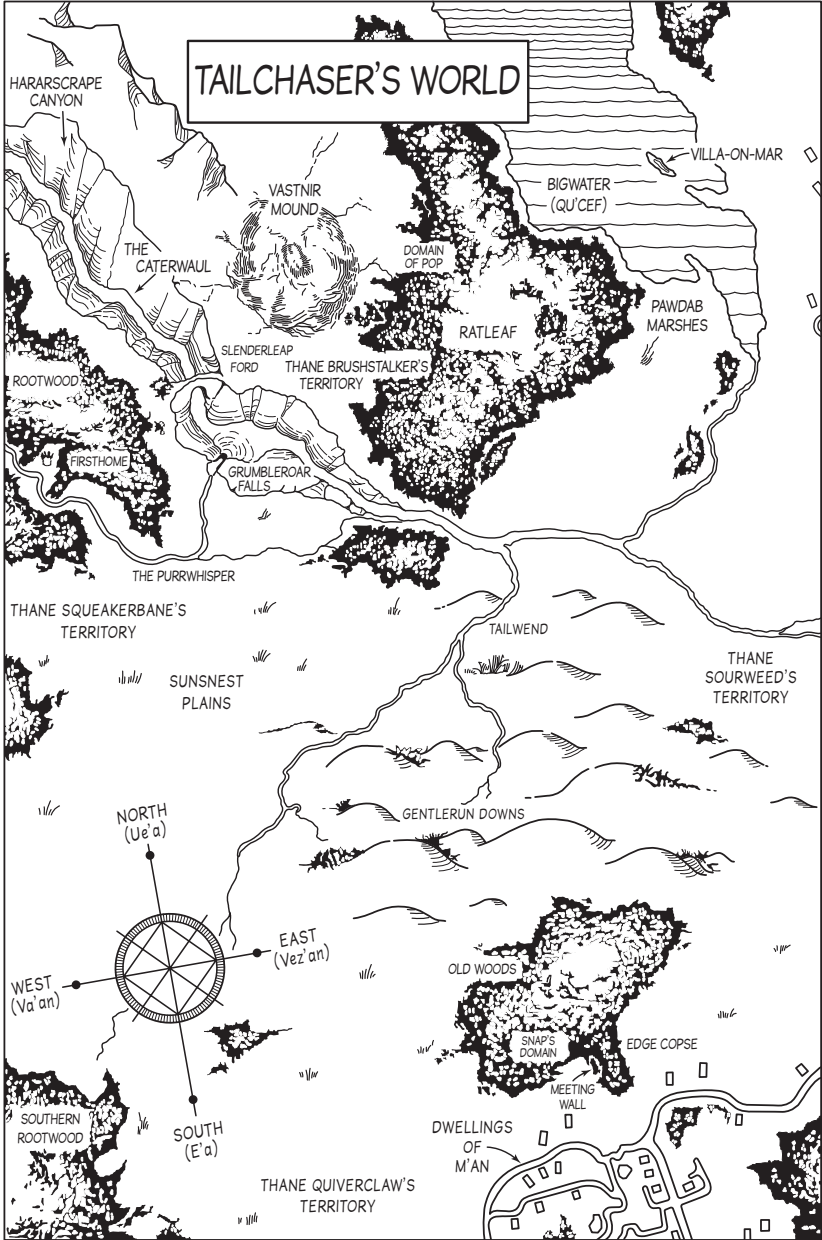 TAILCHASER'S WORLD
HARARSCRAPE
CANYON
VILLA-ON-MAR
VASTNIR
MOUND
BIGWATER
(QU'CEF)
THE
CATERWAUL
DOMAIN
OF POP
RATLEAF
PAWDAB
MARSHES
SLENDERLEAP
FORD
THANE BRUSHSTALKER'S
TERRITORY
ROOTWOOD
FIRSTHOME
GRUMBLEROAR
FALLS
THE PURRWHISPER
THANE SQUEAKERBANE'S
TERRITORY
TAILWEND
SUNSNEST
PLAINS
THANE
SOURWEED'S
TERRITORY
GENTLERUN DOWNS
NORTH
(Ue'a)
EAST
(Vez'an)
WEST
(Va'an)
SOUTH
(E'a)
OLD WOODS
SNAP'S
DOMAIN
EDGE COPSE
MEETING
WALL
SOUTHERN
ROOTWOOD
DWELLINGS
OF
M'AN
THANE QUIVERCLAW'S
TERRITORY